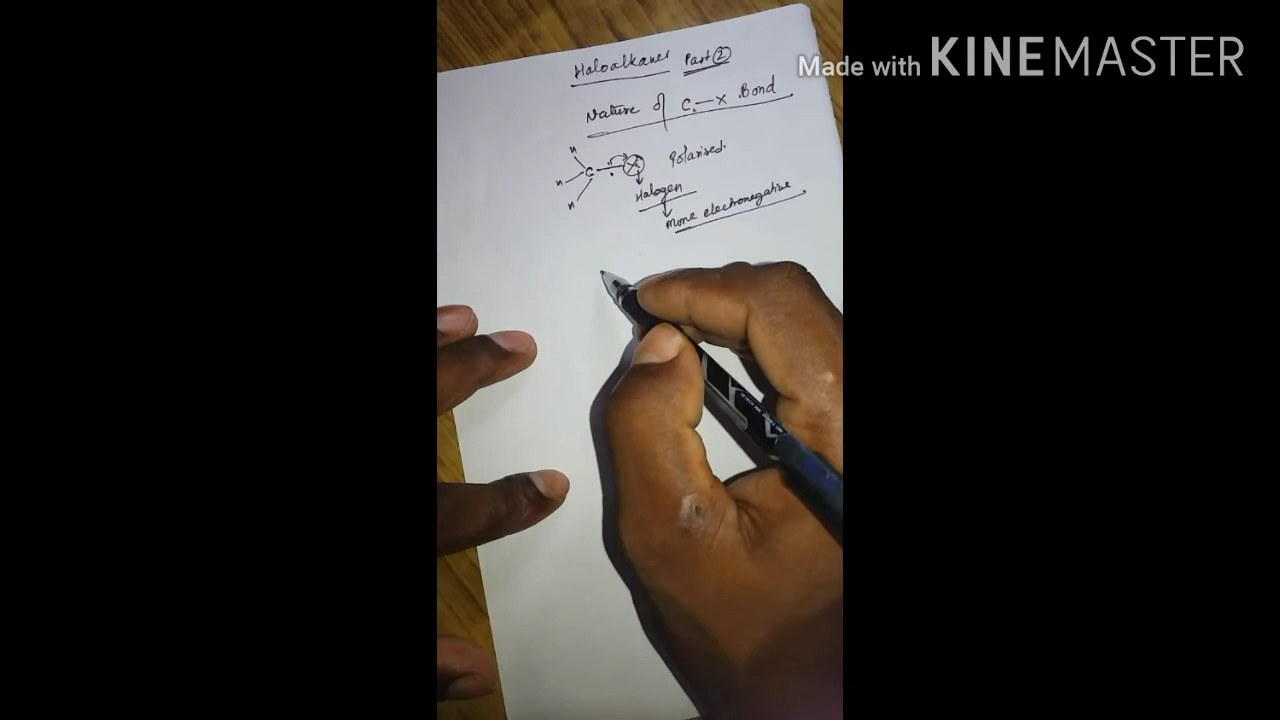 Made with KINEMASTER
Haloalkanes Part 2
Nature of C-X Bond
H
H C X Polarised.
H
Halogen
More electronegative